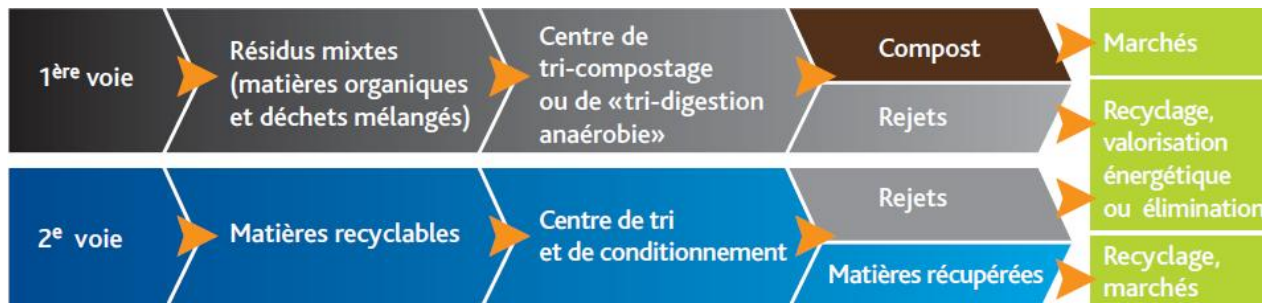 1ère voie
Résidus mixtes
(matières organiques
et déchets mélangés)
Centre de
tri-compostage
ou de «tri-digestion
anaérobie»
Compost
Marchés
Rejets
Recyclage,
valorisation
énergétique
ou élimination
2e voie
Matières recyclables
Centre de tri
et de conditionnement
Rejets
Matières récupérées
Recyclage,
marchés